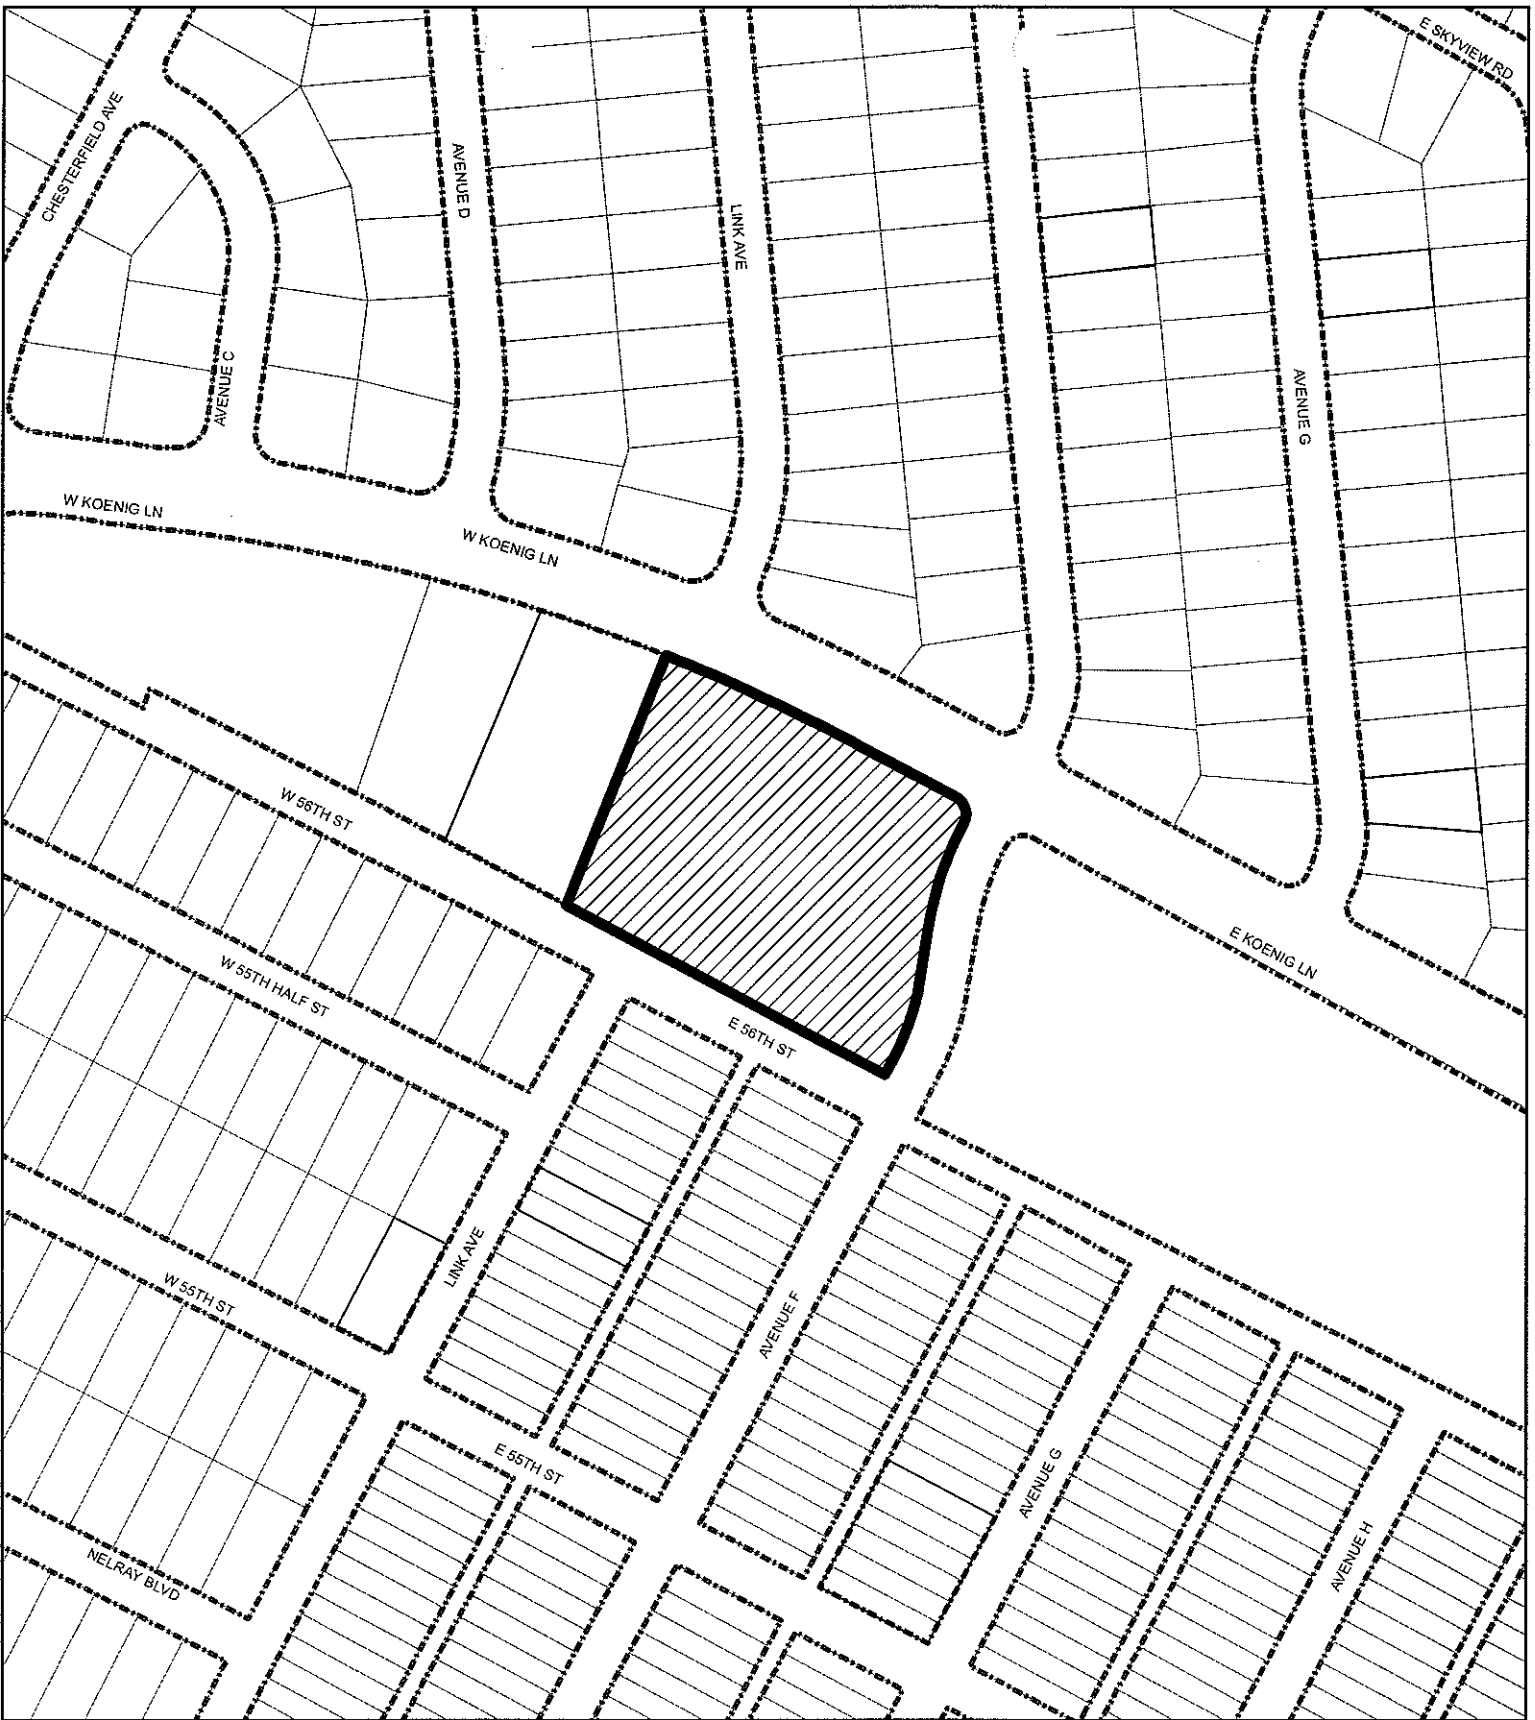 E SKYVIEW RD
CHESTERFIELD AVE
AVENUE D
LINK AVE
AVENUE C
AVENUE G
W KOENIG LN
W KOENIG LN
W 56TH ST
E KOENIG LN
W 55TH HALF ST
E 56TH ST
LINK AVE
W 55TH ST
AVENUE F
E 55TH ST
AVENUE G
AVENUE H
NELRAY BLVD